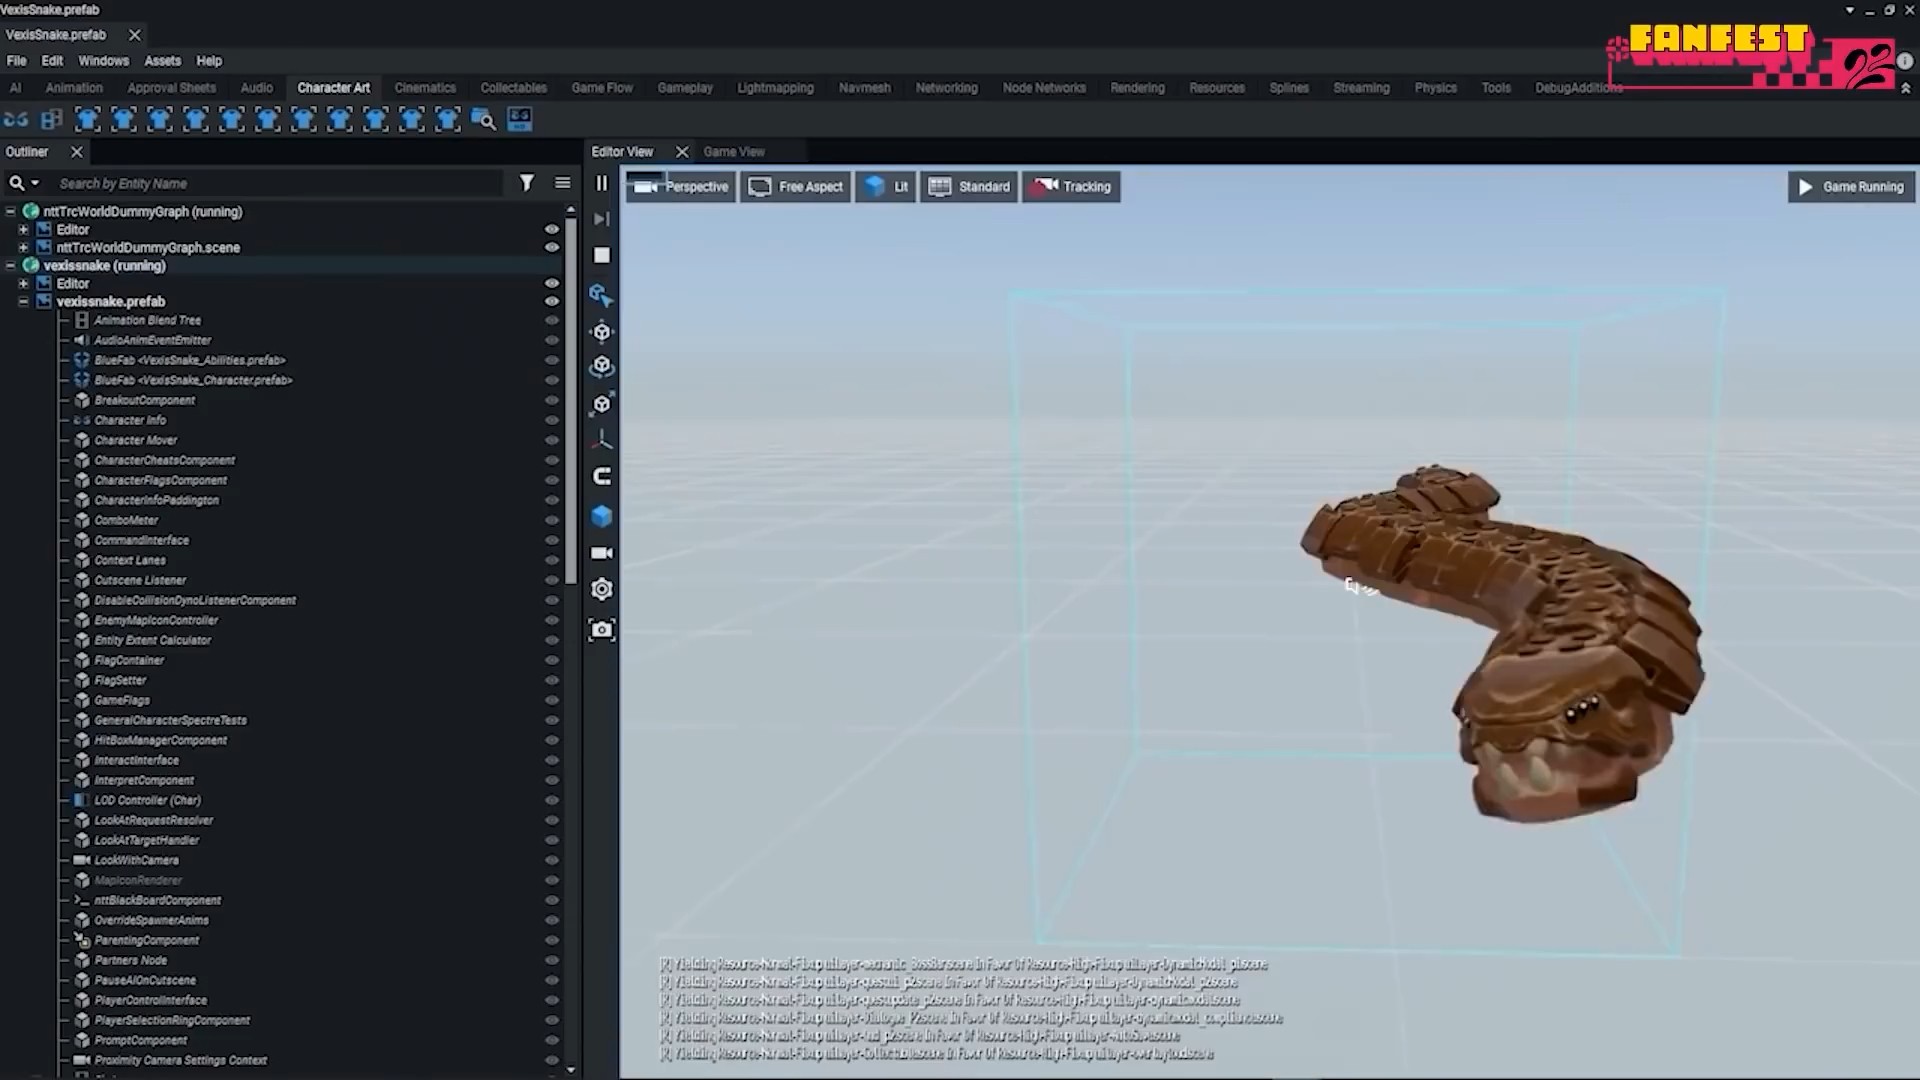 VexisSnake.prefab
VexisSnake.prefab
FANFEST
22
File Edit Windows Assets Help
AI Animation Approval Sheets Audio Character Art Cinematics Collectables Game Flow Gameplay Lightmapping Navmesh Networking Node Networks Rendering Resources Splines Streaming Physics Tools DebugAdditions
Outliner
Editor View Game View
Search by Entity Name
Perspective Free Aspect Lit Standard Tracking Game Running
nttTrcWorldDummyGraph (running)
Editor
nttTrcWorldDummyGraph.scene
vexissnake (running)
Editor
vexissnake.prefab
Animation Blend Tree
AudioAnimEventEmitter
BlueFab <VexisSnake_Abilities.prefab>
BlueFab <VexisSnake_Character.prefab>
BreakoutComponent
Character Info
Character Mover
CharacterCheatsComponent
CharacterFlagsComponent
CharacterInfoPaddington
ComboMeter
CommandInterface
Context Lanes
Cutscene Listener
DisableCollisionDynoListenerComponent
EnemyMapIconController
Entity Extent Calculator
FlagContainer
FlagSetter
GameFlags
GeneralCharacterSpectreTests
HitBoxManagerComponent
InteractInterface
InterpretComponent
LOD Controller (Char)
LookAtRequestResolver
LookAtTargetHandler
LookWithCamera
MapIconRenderer
nttBlackBoardComponent
OverrideSpawnerAnims
ParentingComponent
Partners Node
PauseAIOnCutscene
PlayerControlInterface
PlayerSelectionRingComponent
PromptComponent
Proximity Camera Settings Context